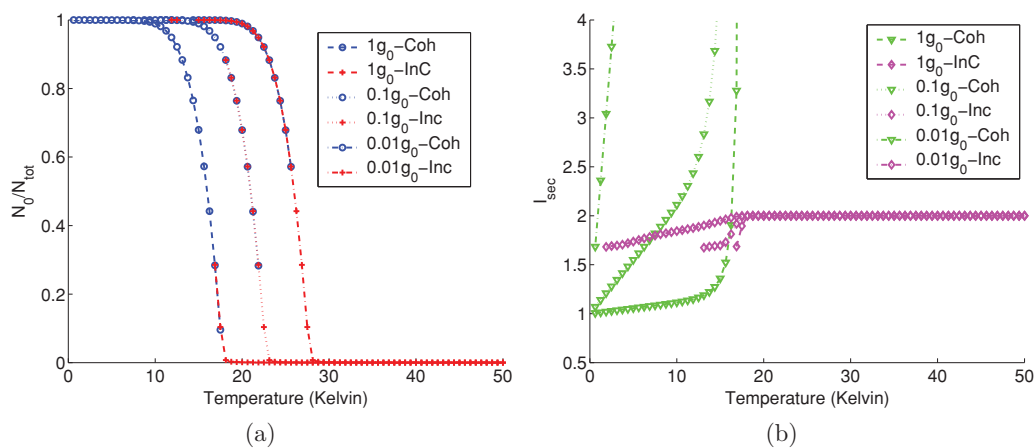 1
0.8
0.6
0.4
0.2
0
N0/Ntot
0 10 20 30 40 50
Temperature (Kelvin)
1g0−Coh
1g0−InC
0.1g0−Coh
0.1g0−Inc
0.01g0−Coh
0.01g0−Inc
(a)
4
3.5
3
2.5
2
1.5
1
0.5
Isec
0 10 20 30 40 50
Temperature (Kelvin)
1g0−Coh
1g0−InC
0.1g0−Coh
0.1g0−Inc
0.01g0−Coh
0.01g0−Inc
(b)